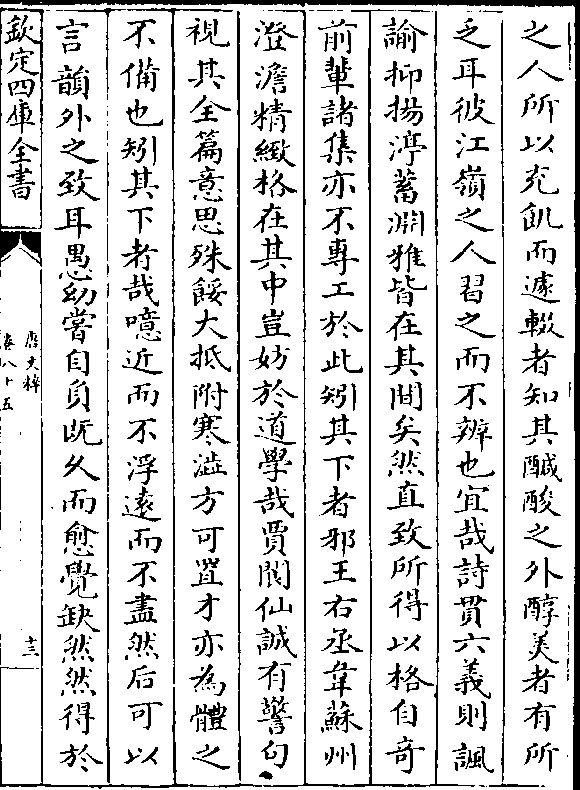 之人所以充飢而遽輟者知其醎酸之外醇美者有所
乏耳彼江嶺之人習之而不辨也宜哉詩貫六義則諷
諭抑揚渟蓄淵雅皆在其間矣然直致所得以格自奇
前輩諸集亦不專工於此矧其下者邪王右丞韋蘇州
澄澹精緻格在其中豈妨於道學哉賈閬仙誠有警句
視其全篇意思殊餒大抵附寒澁方可置才亦為體之
不備也矧其下者哉噫近而不浮遠而不盡然后可以
言韻外之致耳愚幼嘗自負既久而愈覺缺然然得於
欽定四庫全書
唐文粹
卷八十五
十三